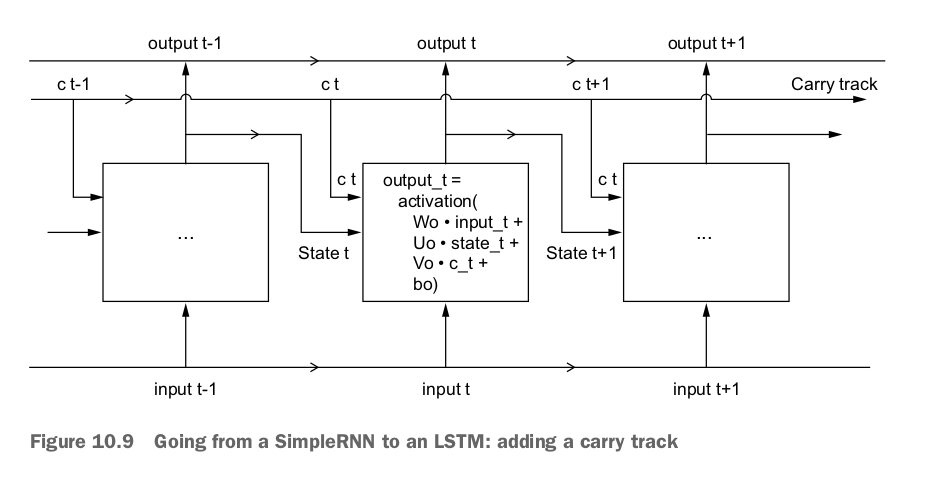 output t-1
output t
output t+1
c t-1
c t
c t+1
Carry track
...
c t
output_t =
activation(
Wo • input_t +
Uo • state_t +
Vo • c_t +
bo)
c t
...
State t
State t+1
input t-1
input t
input t+1
Figure 10.9 Going from a SimpleRNN to an LSTM: adding a carry track